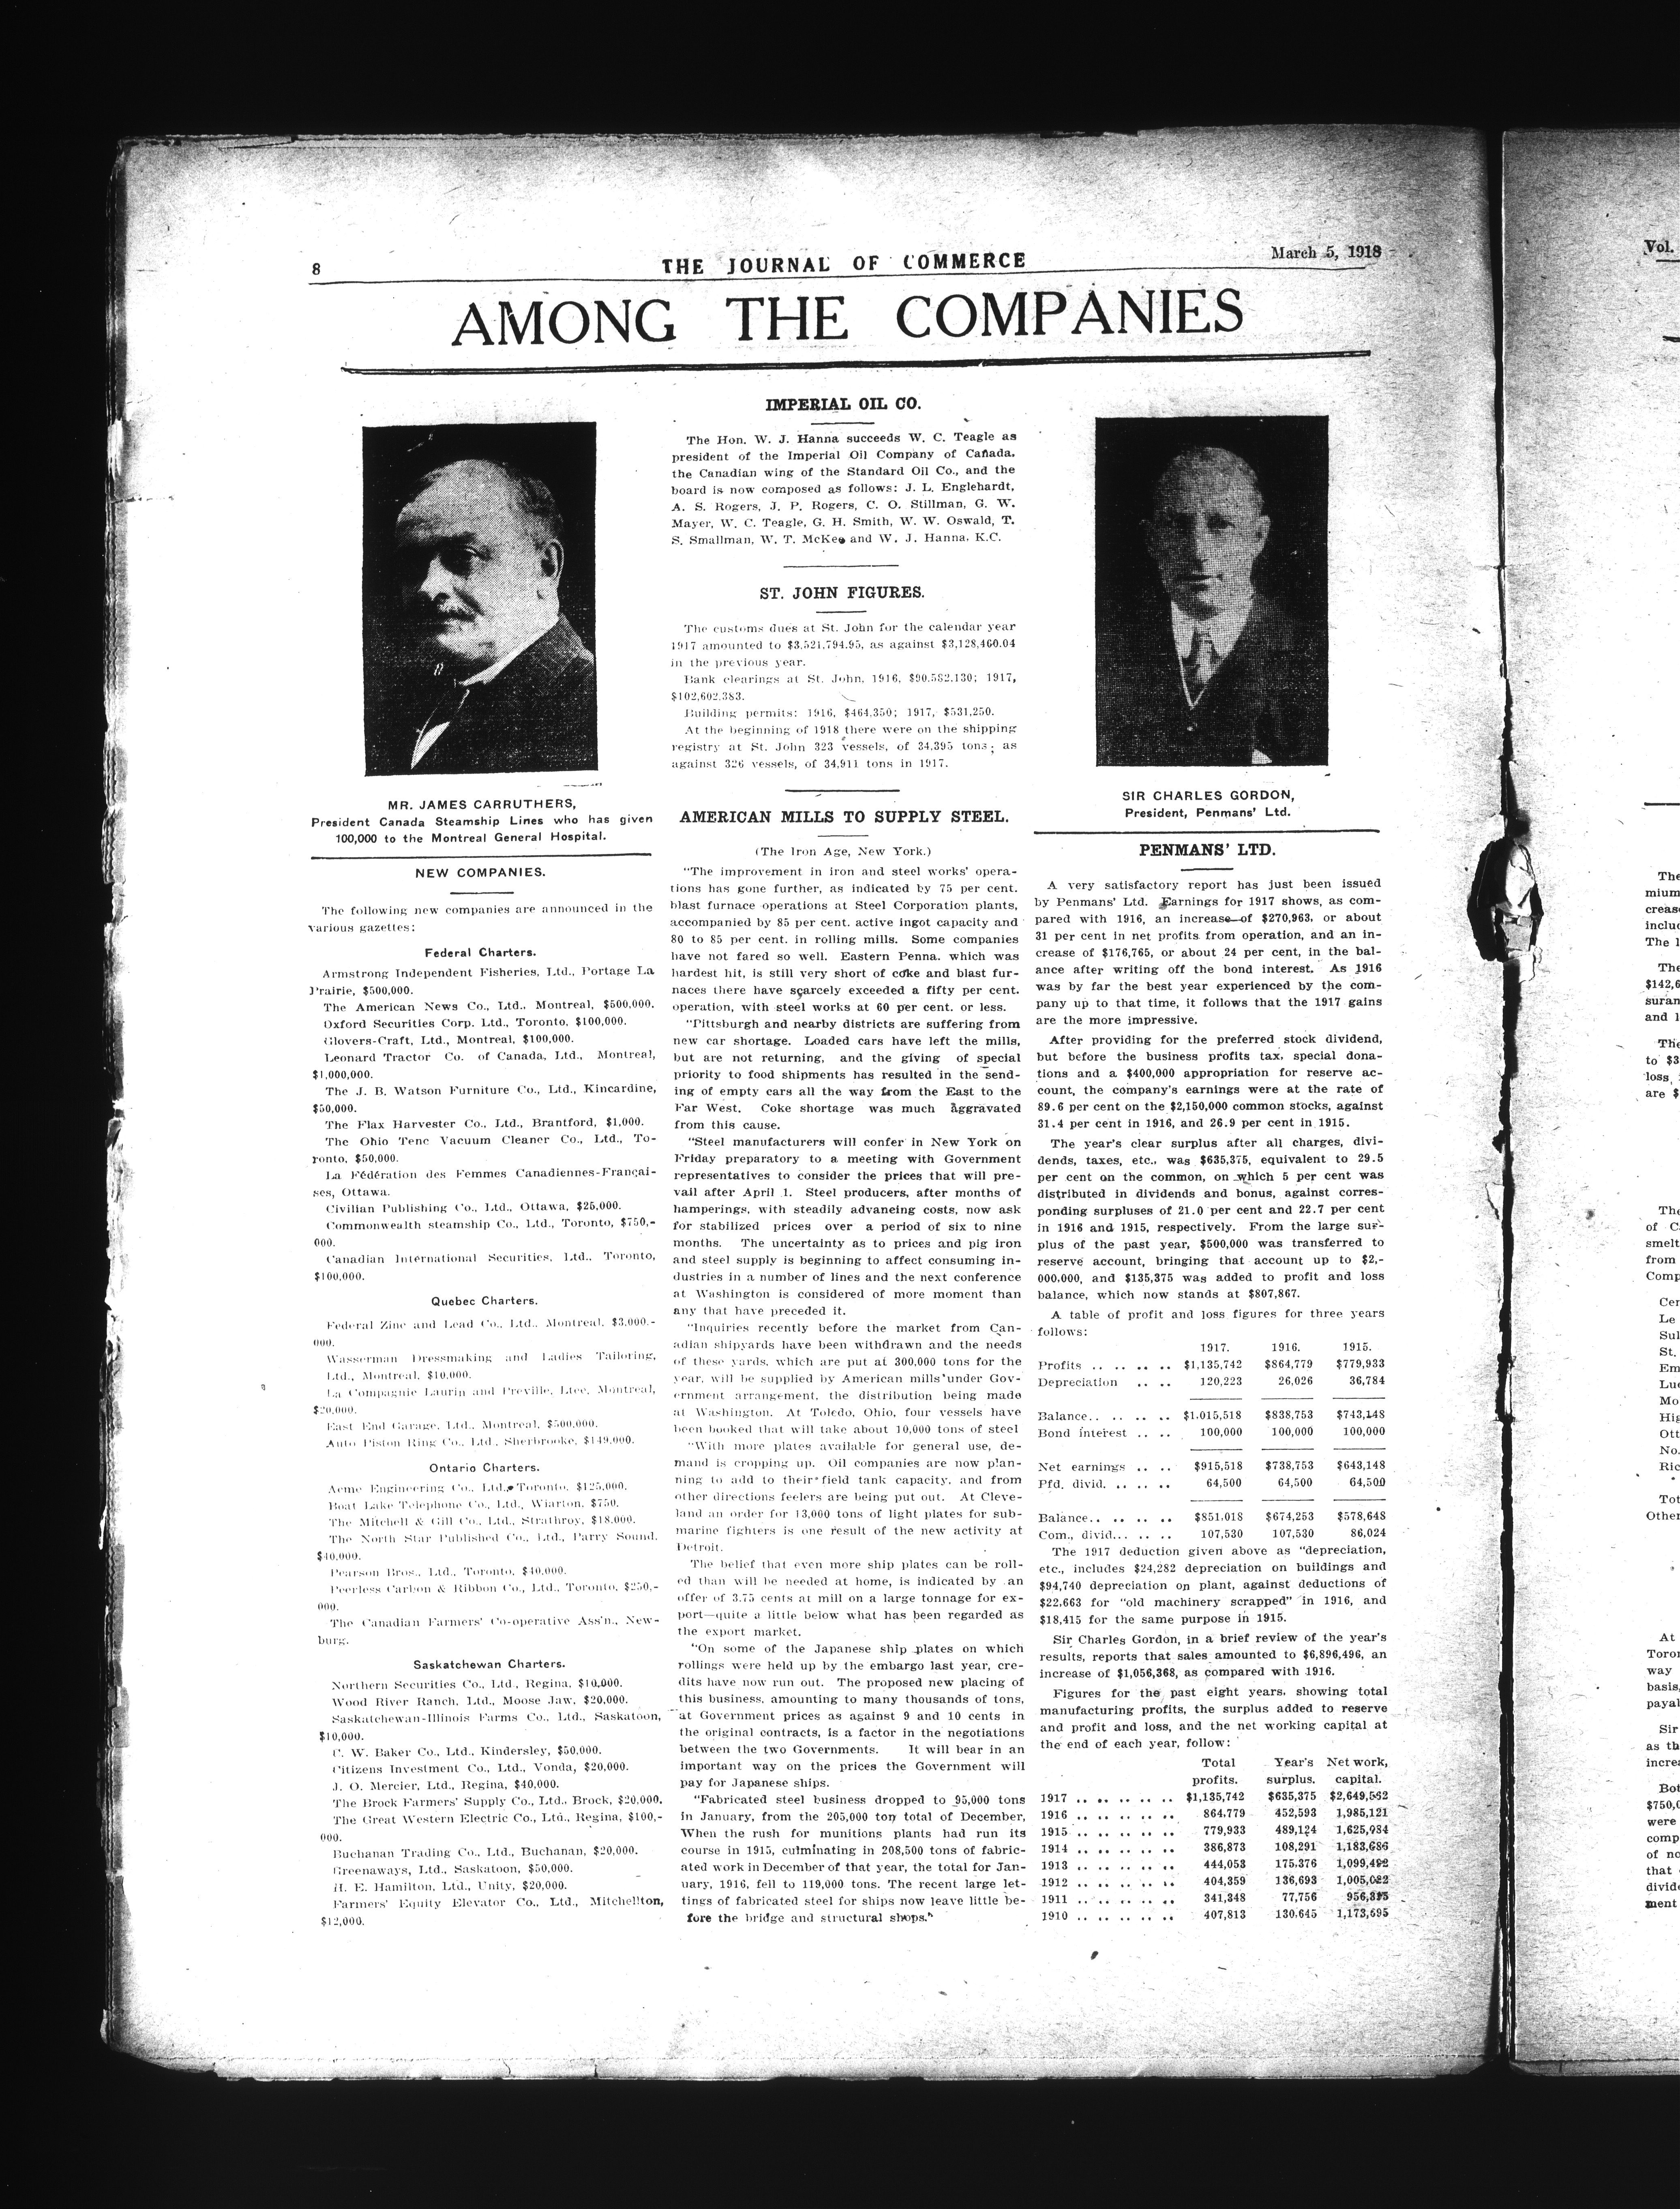 8
THE JOURNAL OF COMMERCE
March 5, 1918
AMONG THE COMPANIES
MR. JAMES CARRUTHERS,
President Canada Steamship Lines who has given
100,000 to the Montreal General Hospital.
NEW COMPANIES.
The following new companies are announced in the
various gazettes:
Federal Charters.
Armstrong Independent Fisheries, Ltd., Portage La
Prairie, $500,000.
The American News Co., Ltd., Montreal, $500,000.
Oxford Securities Corp. Ltd., Toronto, $100,000.
Glovers-Craft, Ltd., Montreal, $100,000.
Leonard Tractor Co. of Canada, Ltd., Montreal,
$1,000,000.
The J. B. Watson Furniture Co., Ltd., Kincardine,
$50,000.
The Flax Harvester Co., Ltd., Brantford, $1,000.
The Ohio Tenc Vacuum Cleaner Co., Ltd., To-
ronto, $50,000.
La Fédération des Femmes Canadiennes-Françai-
ses, Ottawa.
Civilian Publishing Co., Ltd., Ottawa, $25,000.
Commonwealth steamship Co., Ltd., Toronto, $750,-
000.
Canadian International Securities, Ltd., Toronto,
$100,000.
Quebec Charters.
Federal Zinc and Lead Co., Ltd., Montreal, $3,000.-
000.
Wasserman Dressmaking and Ladies Tailoring,
Ltd., Montreal, $10,000.
La Compagnie Laurin and Preville, Ltee, Montreal,
$20,000.
East End Garage, Ltd., Montreal, $500,000.
Auto Piston Ring Co., Ltd., Sherbrooke, $149,000.
Ontario Charters.
Acme Engineering Co., Ltd., Toronto, $125,000.
Boat Lake Telephone Co., Ltd., Wiarton, $750.
The Mitchell & Gill Co., Ltd., Strathroy, $18,000.
The North Star Published Co., Ltd., Parry Sound,
$40,000.
Pearson Bros., Ltd., Toronto, $40,000.
Peerless Carbon & Ribbon Co., Ltd., Toronto, $250,-
000.
The Canadian Farmers' Co-operative Ass'n., New-
burg.
Saskatchewan Charters.
Northern Securities Co., Ltd., Regina, $10,000.
Wood River Ranch, Ltd., Moose Jaw, $20,000.
Saskatchewan-Illinois Farms Co., Ltd., Saskatoon,
$10,000.
C. W. Baker Co., Ltd., Kindersley, $50,000.
Citizens Investment Co., Ltd., Vonda, $20,000.
J. O. Mercier, Ltd., Regina, $40,000.
The Brock Farmers' Supply Co., Ltd., Brock, $20,000.
The Great Western Electric Co., Ltd., Regina, $100,-
000.
Buchanan Trading Co., Ltd., Buchanan, $20,000.
Greenaways, Ltd., Saskatoon, $50,000.
H. E. Hamilton, Ltd., Unity, $20,000.
Farmers' Equity Elevator Co., Ltd., Mitchellton,
$12,000.
IMPERIAL OIL CO.
The Hon. W. J. Hanna succeeds W. C. Teagle as
president of the Imperial Oil Company of Canada,
the Canadian wing of the Standard Oil Co., and the
board is now composed as follows: J. L. Englehardt,
A. S. Rogers, J. P. Rogers, C. O. Stillman, G. W.
Mayer, W. C. Teagle, G. H. Smith, W. W. Oswald, T.
S. Smallman, W. T. McKee and W. J. Hanna, K.C.
ST. JOHN FIGURES.
The customs dues at St. John for the calendar year
1917 amounted to $3,521,794.95, as against $3,128,460.04
in the previous year.
Bank clearings at St. John, 1916, $90,582,130; 1917,
$102,602,383.
Building permits: 1916, $464,350; 1917, $531,250.
At the beginning of 1918 there were on the shipping
registry at St. John 323 vessels, of 34,395 tons; as
against 326 vessels, of 34,911 tons in 1917.
AMERICAN MILLS TO SUPPLY STEEL.
(The Iron Age, New York.)
"The improvement in iron and steel works' opera-
tions has gone further, as indicated by 75 per cent.
blast furnace operations at Steel Corporation plants,
accompanied by 85 per cent. active ingot capacity and
80 to 85 per cent. in rolling mills. Some companies
have not fared so well. Eastern Penna. which was
hardest hit, is still very short of coke and blast fur-
naces there have scarcely exceeded a fifty per cent.
operation, with steel works at 60 per cent. or less.
"Pittsburgh and nearby districts are suffering from
new car shortage. Loaded cars have left the mills,
but are not returning, and the giving of special
priority to food shipments has resulted in the send-
ing of empty cars all the way from the East to the
Far West. Coke shortage was much aggravated
from this cause.
"Steel manufacturers will confer in New York on
Friday preparatory to a meeting with Government
representatives to consider the prices that will pre-
vail after April 1. Steel producers, after months of
hamperings, with steadily advancing costs, now ask
for stabilized prices over a period of six to nine
months. The uncertainty as to prices and pig iron
and steel supply is beginning to affect consuming in-
dustries in a number of lines and the next conference
at Washington is considered of more moment than
any that have preceded it.
"Inquiries recently before the market from Can-
adian shipyards have been withdrawn and the needs
of these yards, which are put at 300,000 tons for the
year, will be supplied by American mills under Gov-
ernment arrangement, the distribution being made
at Washington. At Toledo, Ohio, four vessels have
been booked that will take about 10,000 tons of steel
"With more plates available for general use, de-
mand is cropping up. Oil companies are now plan-
ning to add to their field tank capacity, and from
other directions feelers are being put out. At Cleve-
land an order for 13,000 tons of light plates for sub-
marine fighters is one result of the new activity at
Detroit.
The belief that even more ship plates can be roll-
ed than will be needed at home, is indicated by an
offer of 3.75 cents at mill on a large tonnage for ex-
port—quite a little below what has been regarded as
the export market.
"On some of the Japanese ship plates on which
rollings were held up by the embargo last year, cre-
dits have now run out. The proposed new placing of
this business, amounting to many thousands of tons,
at Government prices as against 9 and 10 cents in
the original contracts, is a factor in the negotiations
between the two Governments. It will bear in an
important way on the prices the Government will
pay for Japanese ships.
"Fabricated steel business dropped to 95,000 tons
in January, from the 205,000 ton total of December,
When the rush for munitions plants had run its
course in 1915, culminating in 208,500 tons of fabric-
ated work in December of that year, the total for Jan-
uary, 1916, fell to 119,000 tons. The recent large let-
tings of fabricated steel for ships now leave little be-
fore the bridge and structural shops."
SIR CHARLES GORDON,
President, Penmans' Ltd.
PENMANS' LTD.
A very satisfactory report has just been issued
by Penmans' Ltd. Earnings for 1917 shows, as com-
pared with 1916, an increase of $270,963, or about
31 per cent in net profits from operation, and an in-
crease of $176,765, or about 24 per cent, in the bal-
ance after writing off the bond interest. As 1916
was by far the best year experienced by the com-
pany up to that time, it follows that the 1917 gains
are the more impressive.
After providing for the preferred stock dividend,
but before the business profits tax, special dona-
tions and a $400,000 appropriation for reserve ac-
count, the company's earnings were at the rate of
89.6 per cent on the $2,150,000 common stocks, against
31.4 per cent in 1916, and 26.9 per cent in 1915.
The year's clear surplus after all charges, divi-
dends, taxes, etc., was $635,375, equivalent to 29.5
per cent on the common, on which 5 per cent was
distributed in dividends and bonus, against corres-
ponding surpluses of 21.0 per cent and 22.7 per cent
in 1916 and 1915, respectively. From the large sur-
plus of the past year, $500,000 was transferred to
reserve account, bringing that account up to $2,-
000,000, and $135,375 was added to profit and loss
balance, which now stands at $807,867.
A table of profit and loss figures for three years
follows:
1917. 1916. 1915.
Profits .. .. .. .. $1,135,742 $864,779 $779,933
Depreciation .. .. 120,223 26,026 36,784
Balance.. .. .. .. $1,015,518 $838,753 $743,148
Bond interest .. .. 100,000 100,000 100,000
Net earnings .. .. $915,518 $738,753 $643,148
Pfd. divid. .. .. .. 64,500 64,500 64,500
Balance.. .. .. .. $851,018 $674,253 $578,648
Com., divid... .. .. 107,530 107,530 86,024
The 1917 deduction given above as "depreciation,
etc., includes $24,282 depreciation on buildings and
$94,740 depreciation on plant, against deductions of
$22,663 for "old machinery scrapped" in 1916, and
$18,415 for the same purpose in 1915.
Sir Charles Gordon, in a brief review of the year's
results, reports that sales amounted to $6,896,496, an
increase of $1,056,368, as compared with 1916.
Figures for the past eight years, showing total
manufacturing profits, the surplus added to reserve
and profit and loss, and the net working capital at
the end of each year, follow:
Total Year's Net work,
profits. surplus. capital.
1917 .. .. .. .. .. $1,135,742 $635,375 $2,649,562
1916 .. .. .. .. .. 864,779 452,593 1,985,121
1915 .. .. .. .. .. 779,933 489,124 1,625,984
1914 .. .. .. .. .. 386,873 108,291 1,183,686
1913 .. .. .. .. .. 444,053 175,376 1,099,492
1912 .. .. .. .. .. 404,359 136,693 1,005,022
1911 .. .. .. .. .. 341,348 77,756
1910 .. .. .. .. .. 407,813 130,645 1,173,695
Vol.
The
mium
creas
includ
The
$142,6
suran
and
to $3
loss,
are $
of C
smelt
from
Comp
Le
Sul
St.
Em
Mo
Ott
No.
Ric
Tot
Other
At
Toron
way
basis,
payal
Sir
as th
increa
Bot
were
comp
of no
that
divide
ment